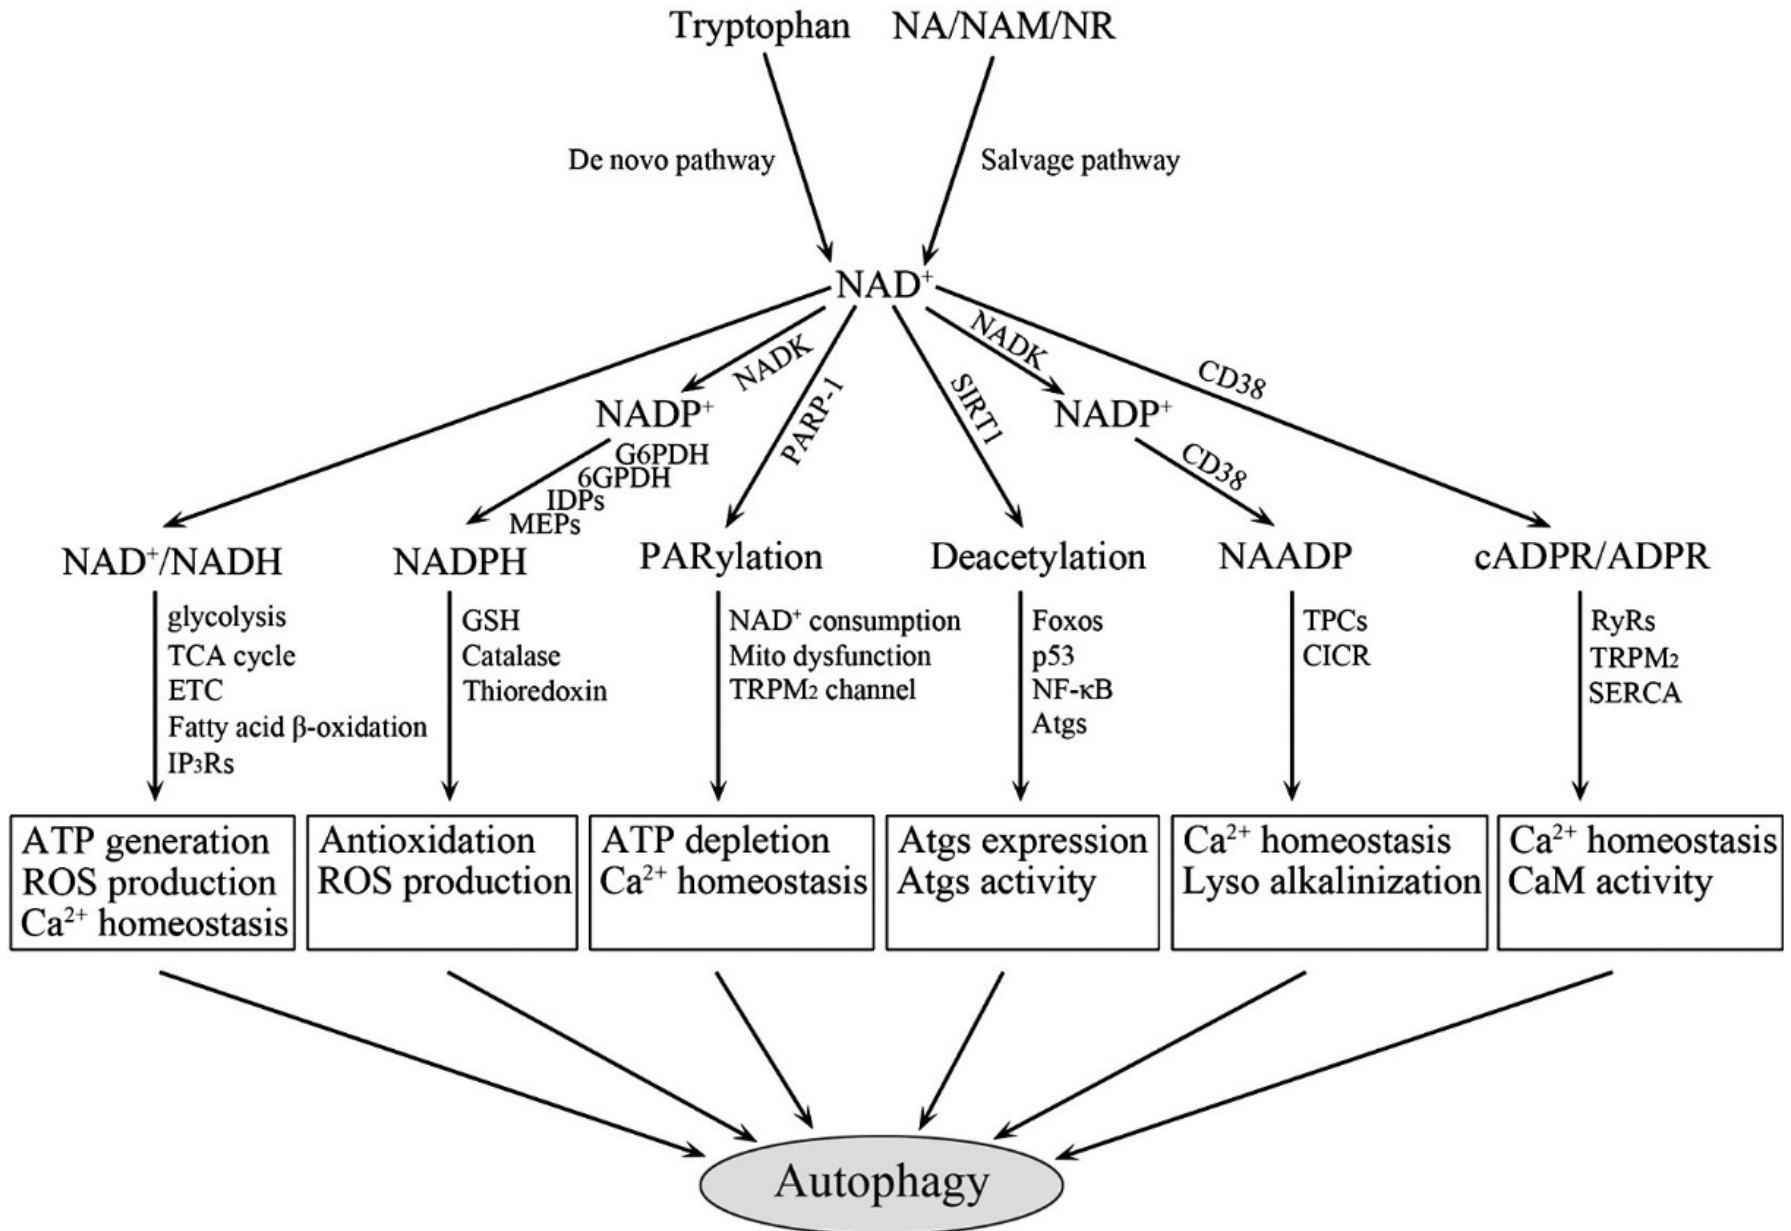 Tryptophan
NA/NAM/NR
De novo pathway
Salvage pathway
NAD⁺
NADK
NADK
CD38
PARP-1
SIRT1
NADP⁺
NADP⁺
G6PDH
6GPDH
IDPs
MEPs
CD38
NAD⁺/NADH
NADPH
PARylation
Deacetylation
NAADP
cADPR/ADPR
glycolysis
TCA cycle
ETC
Fatty acid β-oxidation
IP₃Rs
GSH
Catalase
Thioredoxin
NAD⁺ consumption
Mito dysfunction
TRPM₂ channel
Foxos
p53
NF-κB
Atgs
TPCs
CICR
RyRs
TRPM₂
SERCA
ATP generation
ROS production
Ca²⁺ homeostasis
Antioxidation
ROS production
ATP depletion
Ca²⁺ homeostasis
Atgs expression
Atgs activity
Ca²⁺ homeostasis
Lyso alkalinization
Ca²⁺ homeostasis
CaM activity
Autophagy